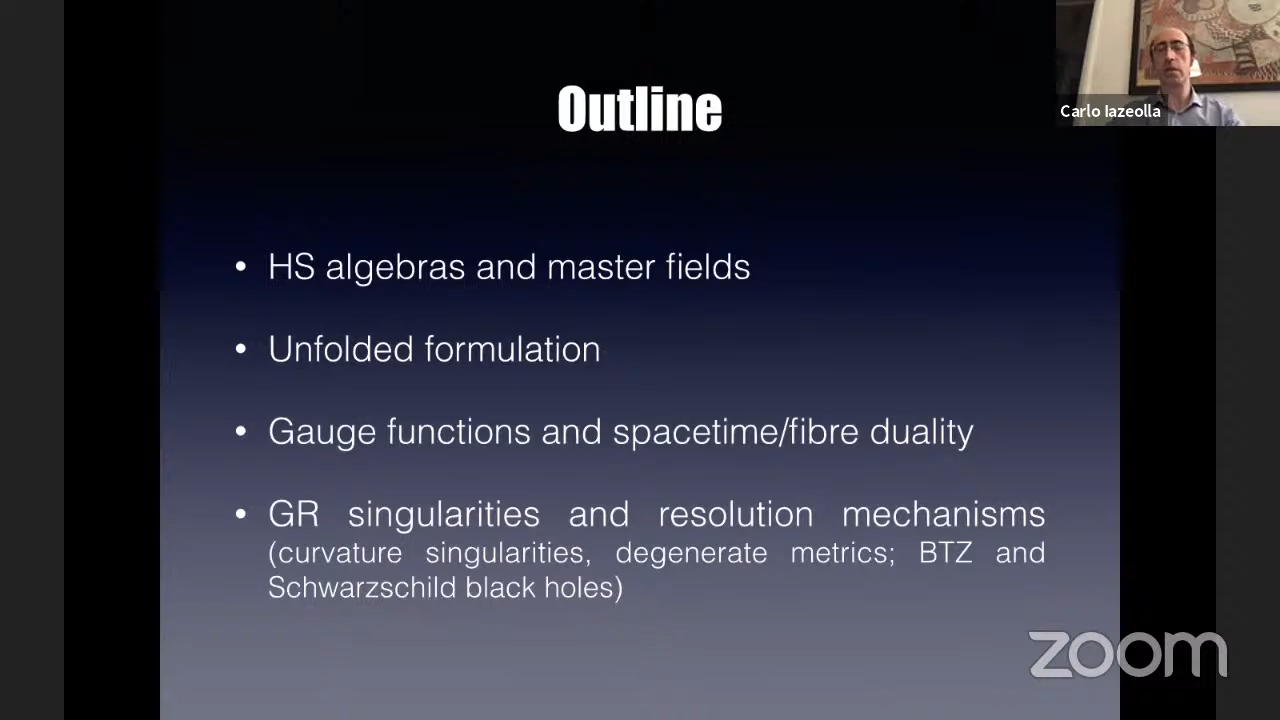 Outline
Carlo Iazeolla
• HS algebras and master fields
• Unfolded formulation
• Gauge functions and spacetime/fibre duality
• GR singularities and resolution mechanisms
(curvature singularities, degenerate metrics; BTZ and
Schwarzschild black holes)
zoom